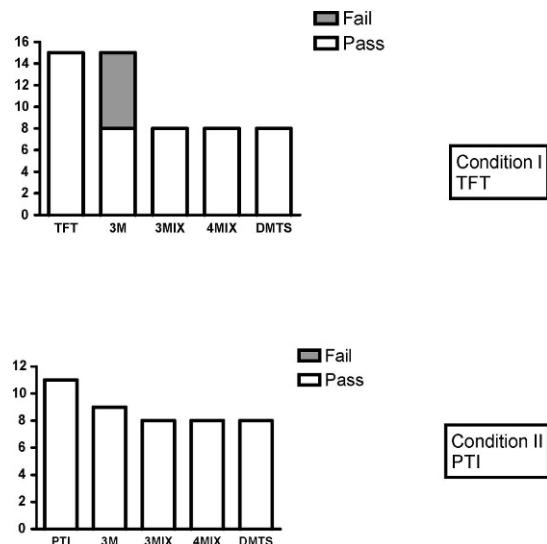 Fail
Pass
16
14
12
10
8
6
4
2
0
TFT 3M 3MIX 4MIX DMTS
Condition I
TFT
Fail
Pass
12
10
8
6
4
2
0
PTI 3M 3MIX 4MIX DMTS
Condition II
PTI